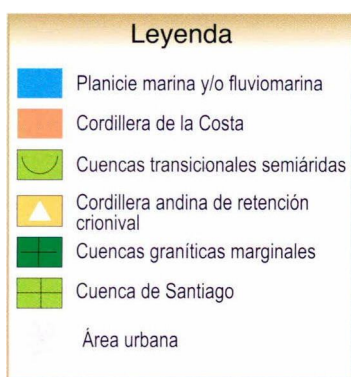 Leyenda
Planicie marina y/o fluviomarina
Cordillera de la Costa
Cuencas transicionales semiáridas
Cordillera andina de retención
crionival
Cuencas graníticas marginales
Cuenca de Santiago
Área urbana